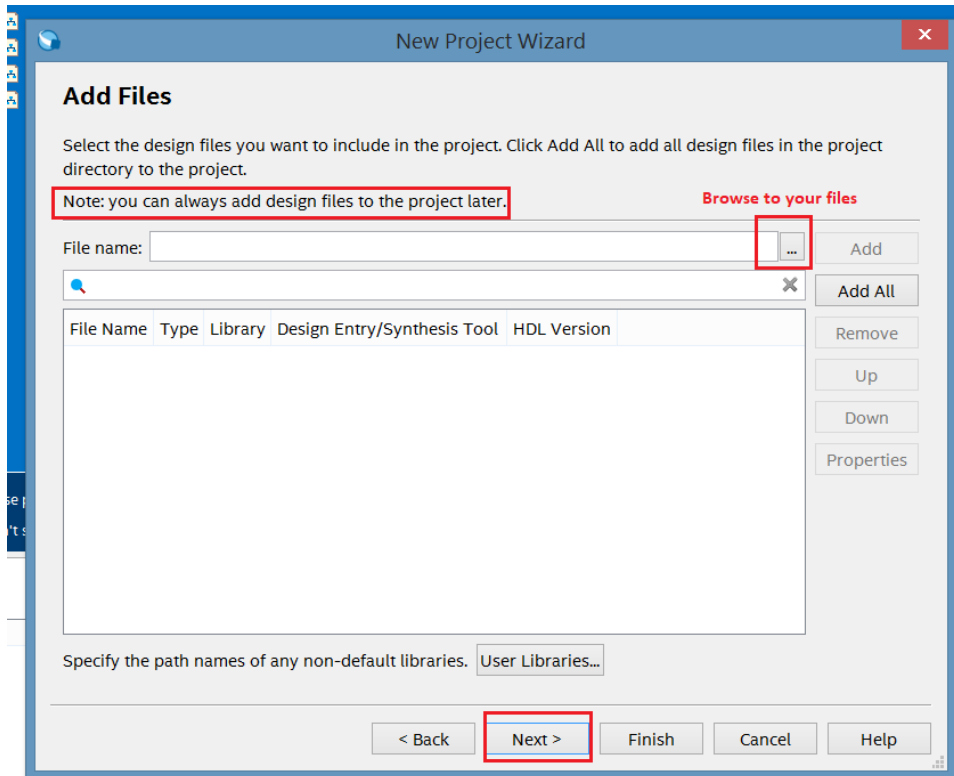 New Project Wizard
Add Files
Select the design files you want to include in the project. Click Add All to add all design files in the project
directory to the project.
Note: you can always add design files to the project later.
Browse to your files
File name:
...
Add
Add All
File Name Type Library Design Entry/Synthesis Tool HDL Version
Remove
Up
Down
Properties
Specify the path names of any non-default libraries. User Libraries...
< Back Next > Finish Cancel Help